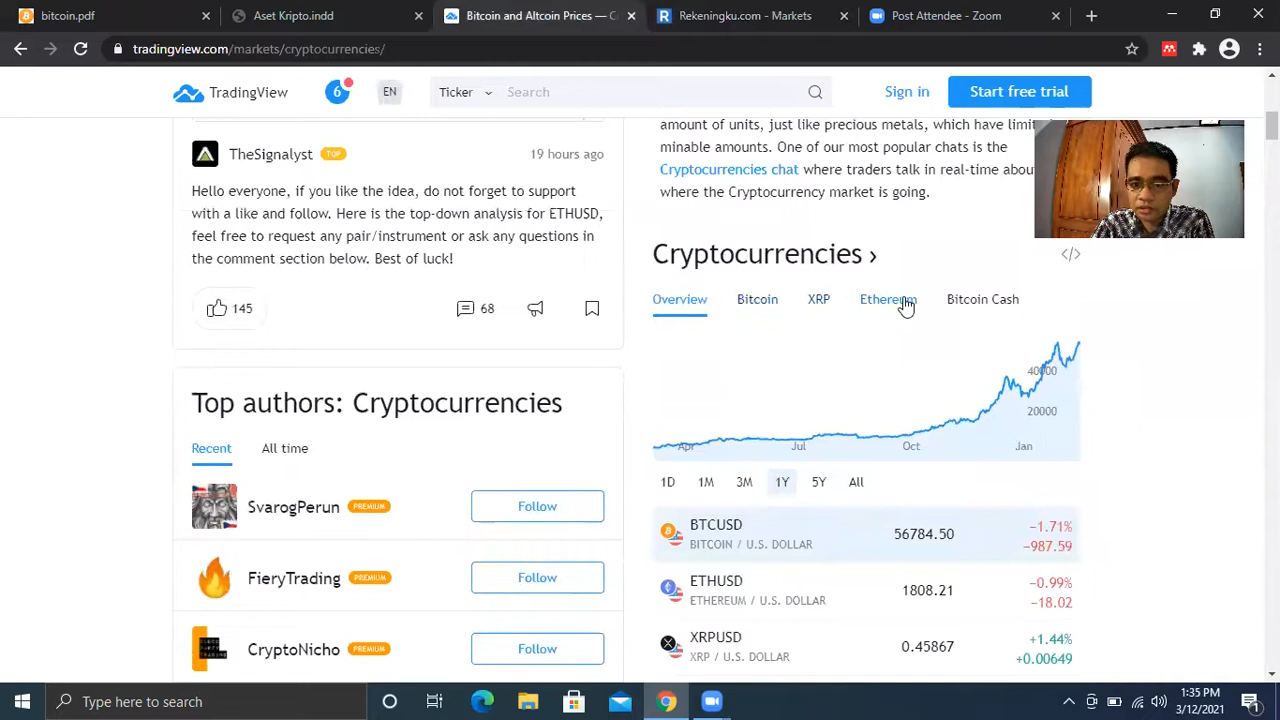 bitcoin.pdf
Aset Kripto.indd
Bitcoin and Altcoin Prices — C
Rekeningku.com - Markets
Post Attendee - Zoom
tradingview.com/markets/cryptocurrencies/
TradingView
6
EN
Ticker
Search
Sign in
Start free trial
TheSignalyst TOP
19 hours ago
Hello everyone, if you like the idea, do not forget to support
with a like and follow. Here is the top-down analysis for ETHUSD,
feel free to request any pair/instrument or ask any questions in
the comment section below. Best of luck!
145
68
Top authors: Cryptocurrencies
Recent
All time
SvarogPerun PREMIUM
Follow
FieryTrading PREMIUM
Follow
CryptoNicho PREMIUM
Follow
amount of units, just like precious metals, which have limit
minable amounts. One of our most popular chats is the
Cryptocurrencies chat where traders talk in real-time abou
where the Cryptocurrency market is going.
Cryptocurrencies ›
</>
Overview
Bitcoin
XRP
Ethereum
Bitcoin Cash
40000
20000
Apr
Jul
Oct
Jan
1D
1M
3M
1Y
5Y
All
BTCUSD
BITCOIN / U.S. DOLLAR
56784.50
−1.71%
−987.59
ETHUSD
ETHEREUM / U.S. DOLLAR
1808.21
−0.99%
−18.02
XRPUSD
XRP / U.S. DOLLAR
0.45867
+1.44%
+0.00649
Type here to search
1:35 PM
3/12/2021
1